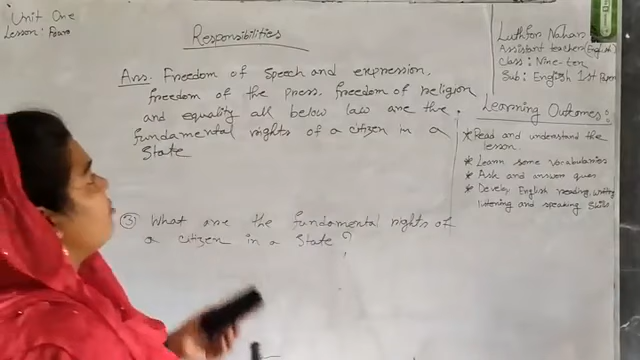 Unit One
Lesson: Four
Responsibilities
Luthfor Nahar
Assistant teacher (English)
Class: Nine-ten
Sub: English 1st Paper
Ans. Freedom of speech and expression,
freedom of the press, freedom of religion
and equality all below law are the
fundamental rights of a citizen in a
State
Learning Outcomes:
* Read and understand the
lesson
* Learn some vocabularies
* Ask and answer ques
* Develop English reading, writing
listening and speaking skills
③ What are the fundamental rights of
a citizen in a State?